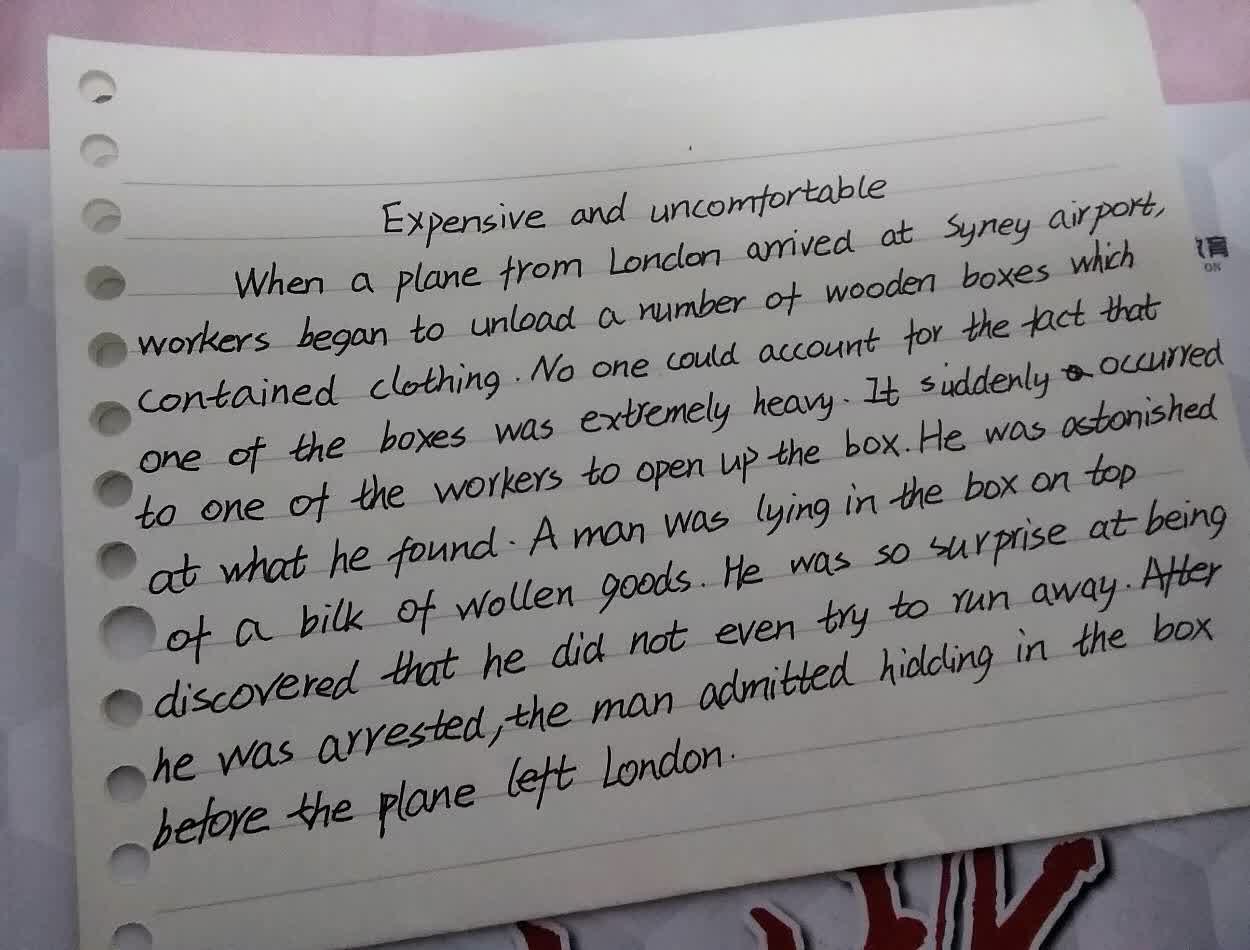 Expensive and uncomfortable
When a plane from London arrived at Syney airport,
workers began to unload a number of wooden boxes which
contained clothing. No one could account for the fact that
one of the boxes was extremely heavy. It suddenly occurred
to one of the workers to open up the box. He was astonished
at what he found. A man was lying in the box on top
of a bilk of wollen goods. He was so surprise at being
discovered that he did not even try to run away. After
he was arrested, the man admitted hidding in the box
before the plane left London.
育
ON